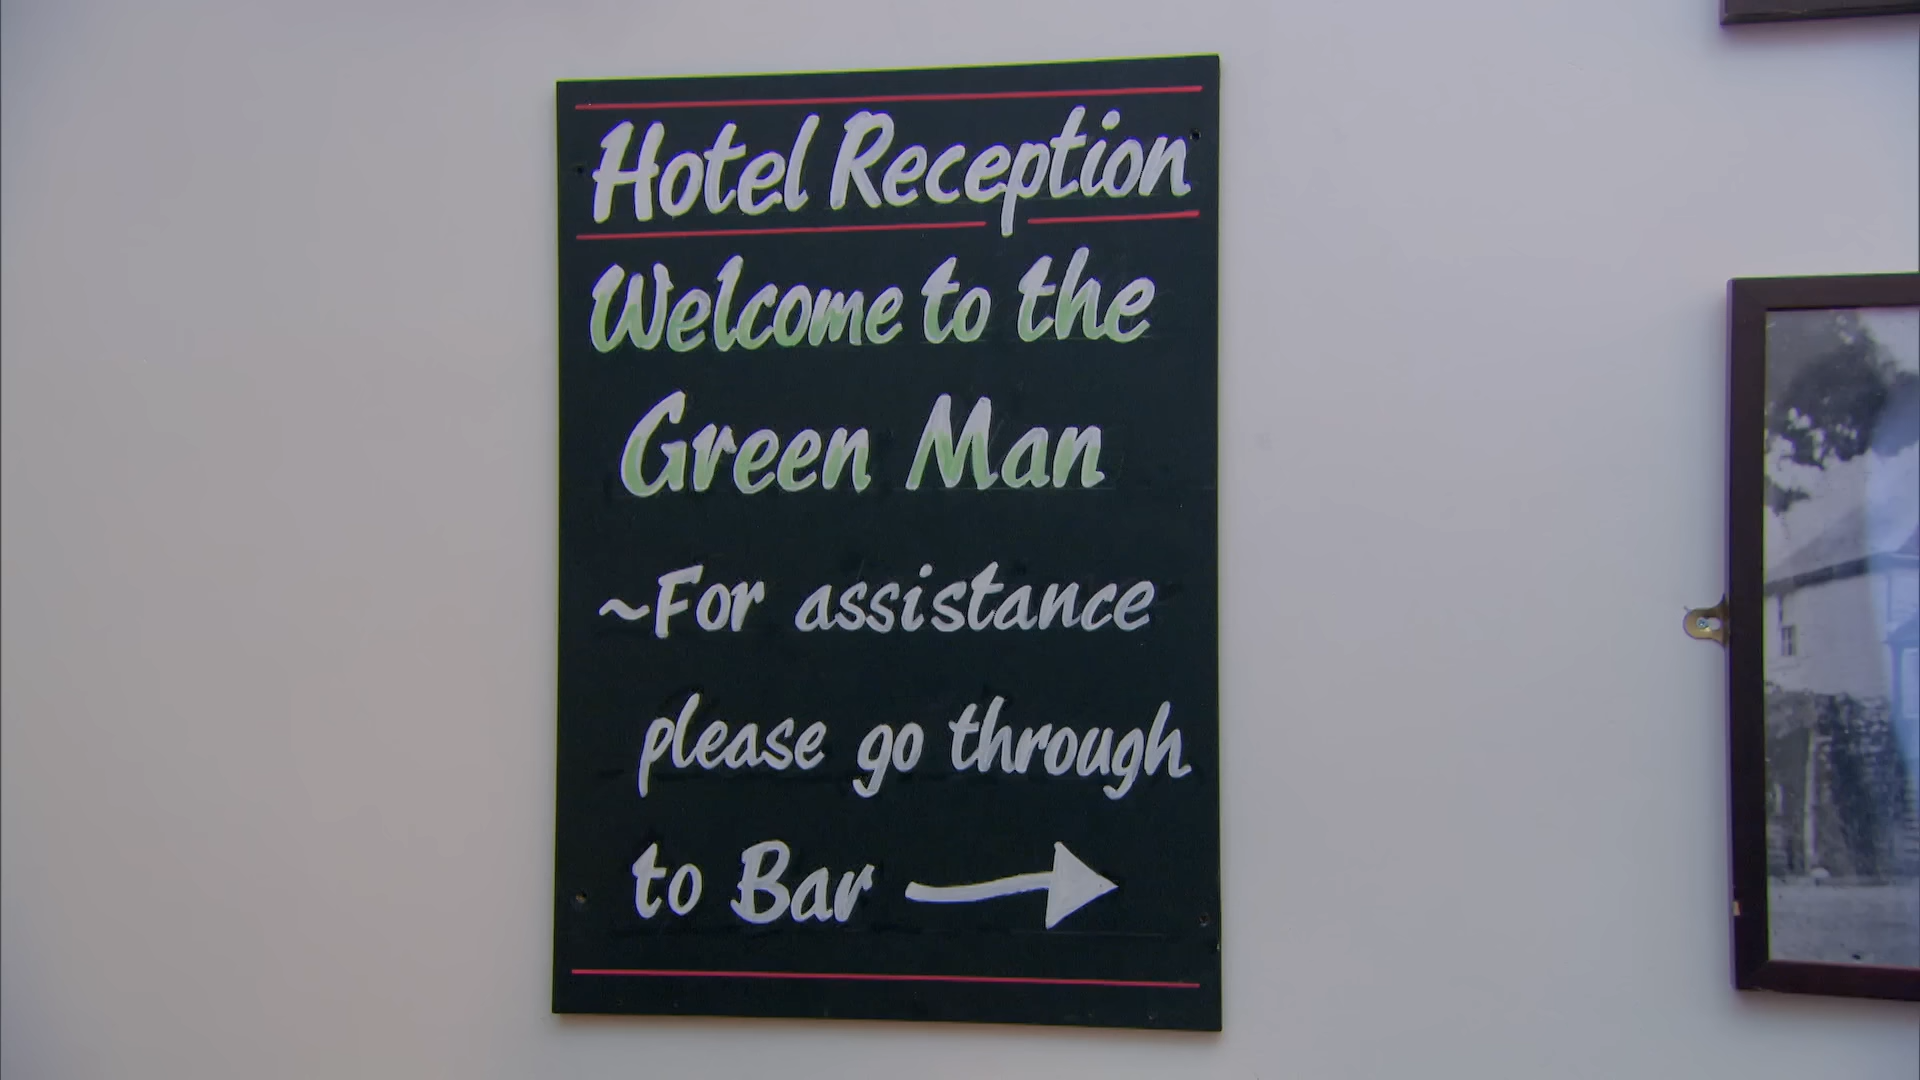 Hotel Reception
Welcome to the
Green Man
~For assistance
please go through
to Bar →